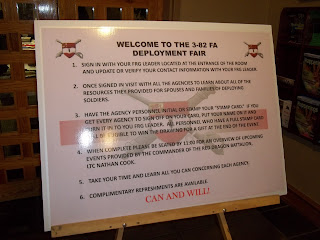 WELCOME TO THE 3-82 FA
DEPLOYMENT FAIR
1. SIGN IN WITH YOUR FRG LEADER LOCATED AT THE ENTRANCE OF THE ROOM
AND UPDATE OR VERIFY YOUR CONTACT INFORMATION WITH YOUR FRG LEADER.
2. ONCE SIGNED IN VISIT WITH ALL THE AGENCIES TO LEARN ABOUT ALL OF THE
RESOURCES THEY PROVIDED FOR SPOUSES AND FAMILIES OF DEPLOYING
SOLDIERS.
3. HAVE THE AGENCY PERSONNEL INITIAL OR STAMP YOUR "STAMP CARD." IF YOU
GET EVERY AGENCY TO SIGN OFF ON YOUR CARD, PUT YOUR NAME ON IT AND
TURN IT IN TO YOU FRG LEADER. ALL PERSONNEL WHO HAVE A FULL STAMP CARD
ELIGIBLE TO WIN THE DRAWING FOR A GIFT AT THE END OF THE EVENT.
4. WHEN COMPLETE PLEASE BE SEATED BY 11:00 FOR AN OVERVIEW OF UPCOMING
EVENTS PROVIDED BY THE COMMANDER OF THE RED DRAGON BATTALION,
LTC NATHAN COOK.
5. TAKE YOUR TIME AND LEARN ALL YOU CAN CONCERNING EACH AGENCY.
6. COMPLIMENTARY REFRESHMENTS ARE AVAILABLE
CAN AND WILL!